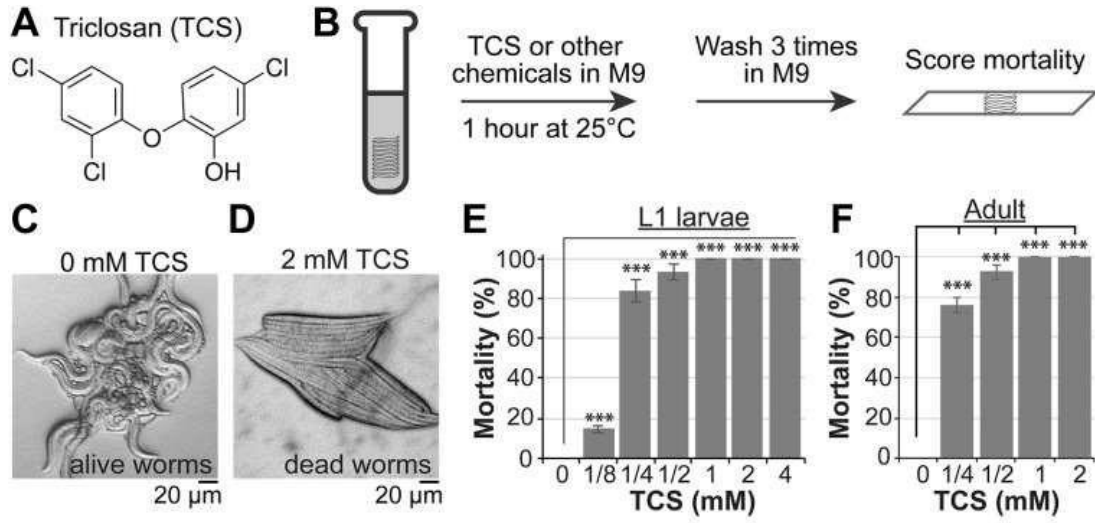 A Triclosan (TCS)
Cl
Cl
Cl
O
OH
B
TCS or other
chemicals in M9
1 hour at 25°C
Wash 3 times
in M9
Score mortality
C
0 mM TCS
alive worms
20 µm
D
2 mM TCS
dead worms
20 µm
E
L1 larvae
Mortality (%)
100
80
60
40
20
0
*** *** *** *** *** ***
0 1/8 1/4 1/2 1 2 4
TCS (mM)
F
Adult
Mortality (%)
100
80
60
40
20
0
*** *** *** ***
0 1/4 1/2 1 2
TCS (mM)